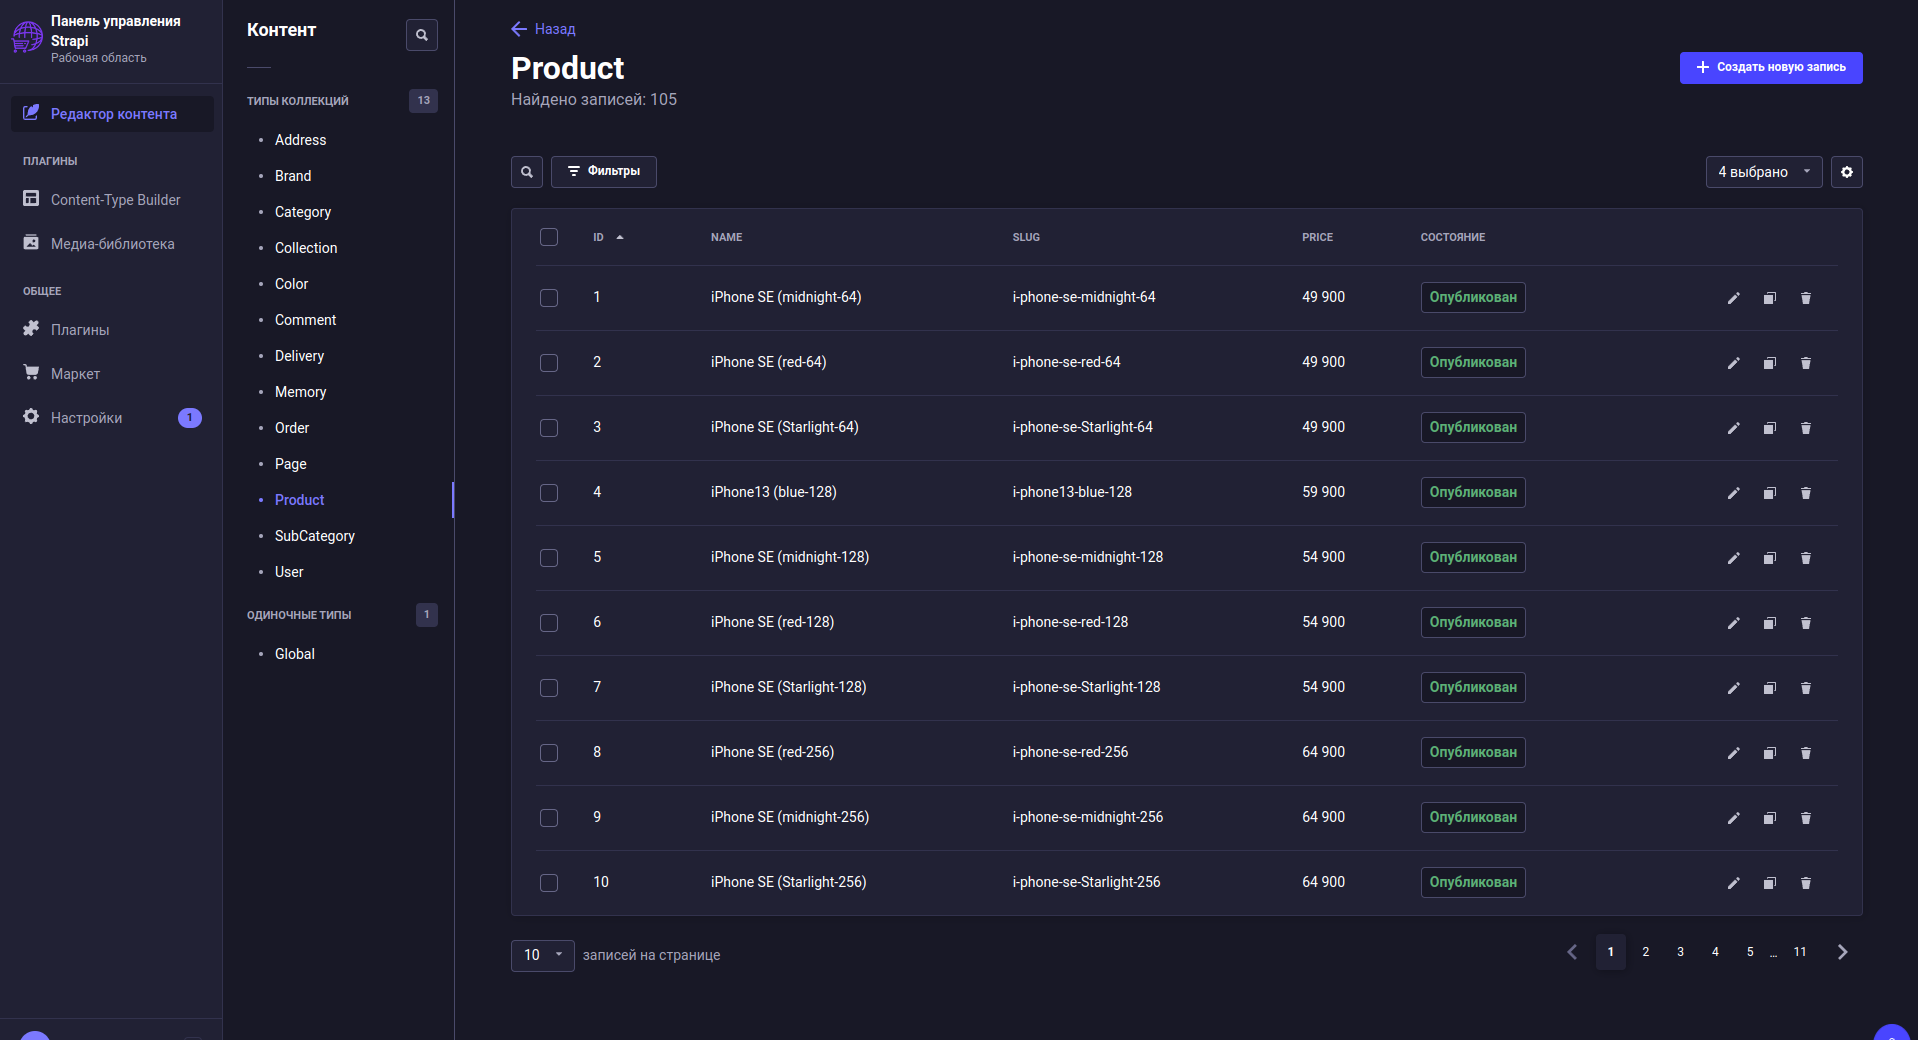 Панель управления
Strapi
Рабочая область
Редактор контента
ПЛАГИНЫ
Content-Type Builder
Медиа-библиотека
ОБЩЕЕ
Плагины
Маркет
Настройки 1
Контент
ТИПЫ КОЛЛЕКЦИЙ 13
Address
Brand
Category
Collection
Color
Comment
Delivery
Memory
Order
Page
Product
SubCategory
User
ОДИНОЧНЫЕ ТИПЫ 1
Global
Назад
Product
Найдено записей: 105
Создать новую запись
Фильтры
4 выбрано
ID NAME SLUG PRICE СОСТОЯНИЕ
1 iPhone SE (midnight-64) i-phone-se-midnight-64 49 900 Опубликован
2 iPhone SE (red-64) i-phone-se-red-64 49 900 Опубликован
3 iPhone SE (Starlight-64) i-phone-se-Starlight-64 49 900 Опубликован
4 iPhone13 (blue-128) i-phone13-blue-128 59 900 Опубликован
5 iPhone SE (midnight-128) i-phone-se-midnight-128 54 900 Опубликован
6 iPhone SE (red-128) i-phone-se-red-128 54 900 Опубликован
7 iPhone SE (Starlight-128) i-phone-se-Starlight-128 54 900 Опубликован
8 iPhone SE (red-256) i-phone-se-red-256 64 900 Опубликован
9 iPhone SE (midnight-256) i-phone-se-midnight-256 64 900 Опубликован
10 iPhone SE (Starlight-256) i-phone-se-Starlight-256 64 900 Опубликован
10 записей на странице
1 2 3 4 5 … 11